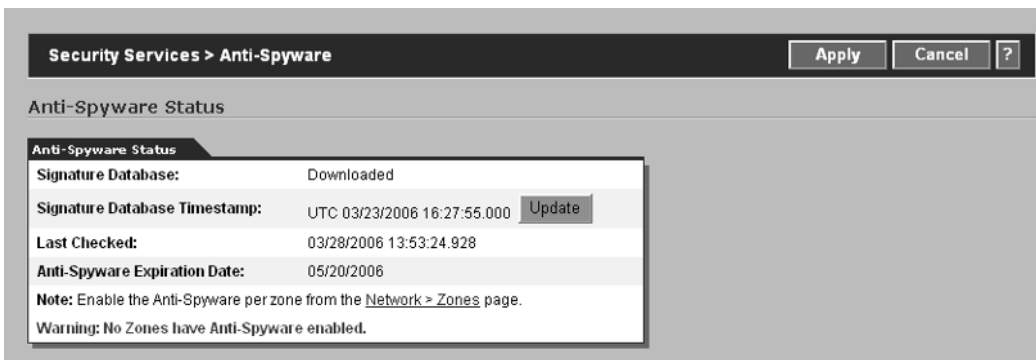 Security Services > Anti-Spyware
Apply Cancel ?
Anti-Spyware Status
Anti-Spyware Status
Signature Database: Downloaded
Signature Database Timestamp: UTC 03/23/2006 16:27:55.000 Update
Last Checked: 03/28/2006 13:53:24.928
Anti-Spyware Expiration Date: 05/20/2006
Note: Enable the Anti-Spyware per zone from the Network > Zones page.
Warning: No Zones have Anti-Spyware enabled.